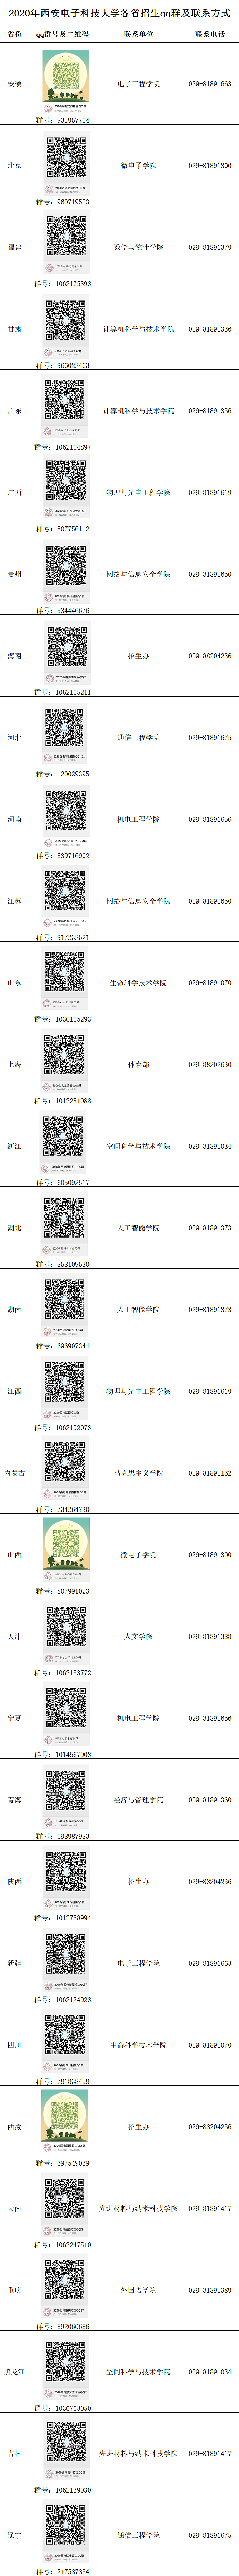 2020年西安电子科技大学各省招生qq群及联系方式
省份 qq群号及二维码 联系单位 联系电话
安徽 电子工程学院 029-81891663
群号：931957764
北京 微电子学院 029-81891300
群号：960719523
福建 数学与统计学院 029-81891379
群号：1062175398
甘肃 计算机科学与技术学院 029-81891336
群号：966022463
广东 计算机科学与技术学院 029-81891336
群号：1062104897
广西 物理与光电工程学院 029-81891619
群号：807756112
贵州 网络与信息安全学院 029-81891650
群号：534446676
海南 招生办 029-88204236
群号：1062165211
河北 通信工程学院 029-81891675
群号：120029395
河南 机电工程学院 029-81891656
群号：839716902
江苏 网络与信息安全学院 029-81891650
群号：917232521
山东 生命科学技术学院 029-81891070
群号：1030105293
上海 体育部 029-88202630
群号：1012281088
浙江 空间科学与技术学院 029-81891034
群号：605092517
湖北 人工智能学院 029-81891373
群号：858109530
湖南 人工智能学院 029-81891373
群号：696907344
江西 物理与光电工程学院 029-81891619
群号：1062192073
内蒙古 马克思主义学院 029-81891162
群号：734264730
山西 微电子学院 029-81891300
群号：807991023
天津 人文学院 029-81891388
群号：1062153772
宁夏 机电工程学院 029-81891656
群号：1014567908
青海 经济与管理学院 029-81891360
群号：698987983
陕西 招生办 029-88204236
群号：1012758994
新疆 电子工程学院 029-81891663
群号：1062124928
四川 生命科学技术学院 029-81891070
群号：781838458
西藏 招生办 029-88204236
群号：697549039
云南 先进材料与纳米科技学院 029-81891417
群号：1062247510
重庆 外国语学院 029-81891389
群号：892060686
黑龙江 空间科学与技术学院 029-81891034
群号：1030703050
吉林 先进材料与纳米科技学院 029-81891417
群号：1062139030
辽宁 通信工程学院 029-81891675
群号：217587854